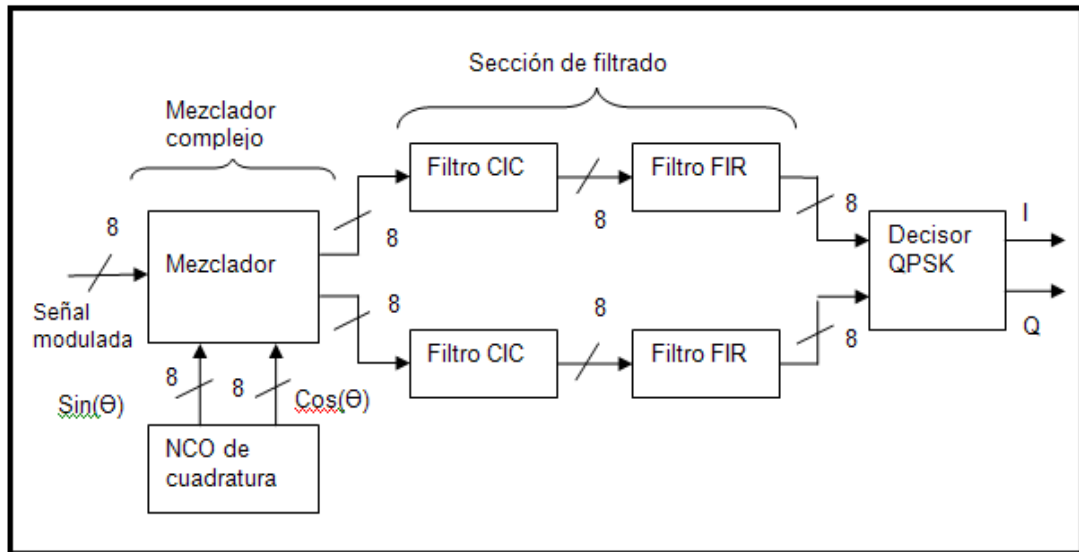 Sección de filtrado
Mezclador
complejo
Filtro CIC
Filtro FIR
8
8
8
8
8
Mezclador
Señal
modulada
Decisor
QPSK
I
Q
8
8
Filtro CIC
Filtro FIR
8
8
8
Sin(Θ)
Cos(Θ)
NCO de
cuadratura